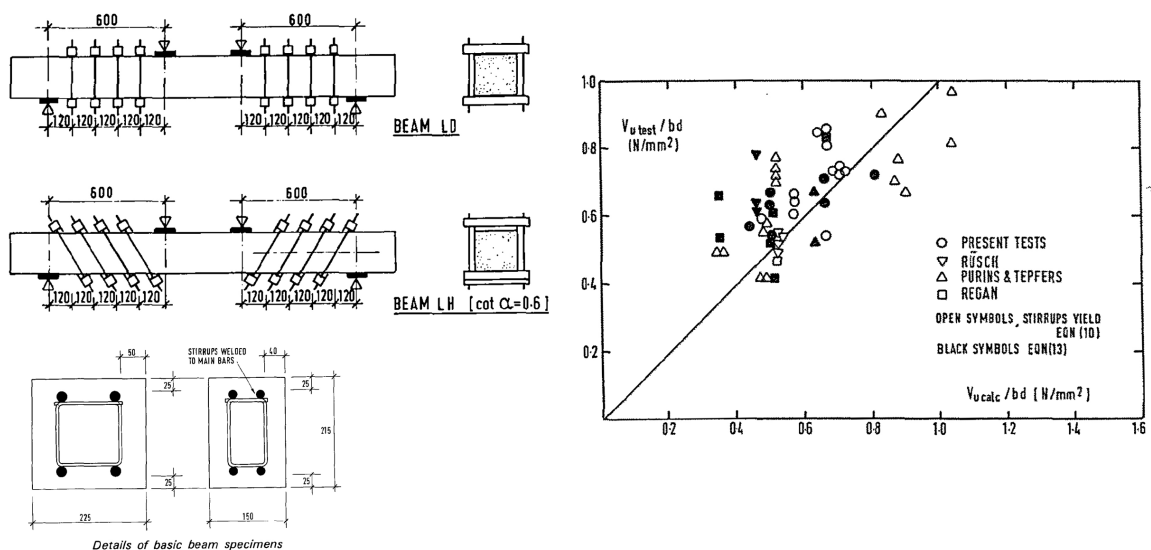 600 600
120 120 120 120 120 120 120 120 120 120
BEAM LD
600 600
120 120 120 120 120 120 120 120 120 120
BEAM LH [cot α=0·6]
50 STIRRUPS WELDED TO MAIN BARS 40
25 25
215
25 25
225 150
Details of basic beam specimens
1·0
Vu test/bd
(N/mm²)
0·8
0·6
0·4
0·2
0 0·2 0·4 0·6 0·8 1·0 1·2 1·4 1·6
PRESENT TESTS
RÜSCH
PURINS & TEPFERS
REGAN
OPEN SYMBOLS, STIRRUPS YIELD
EQN (10)
BLACK SYMBOLS EQN(13)
Vu calc/bd [N/mm²]